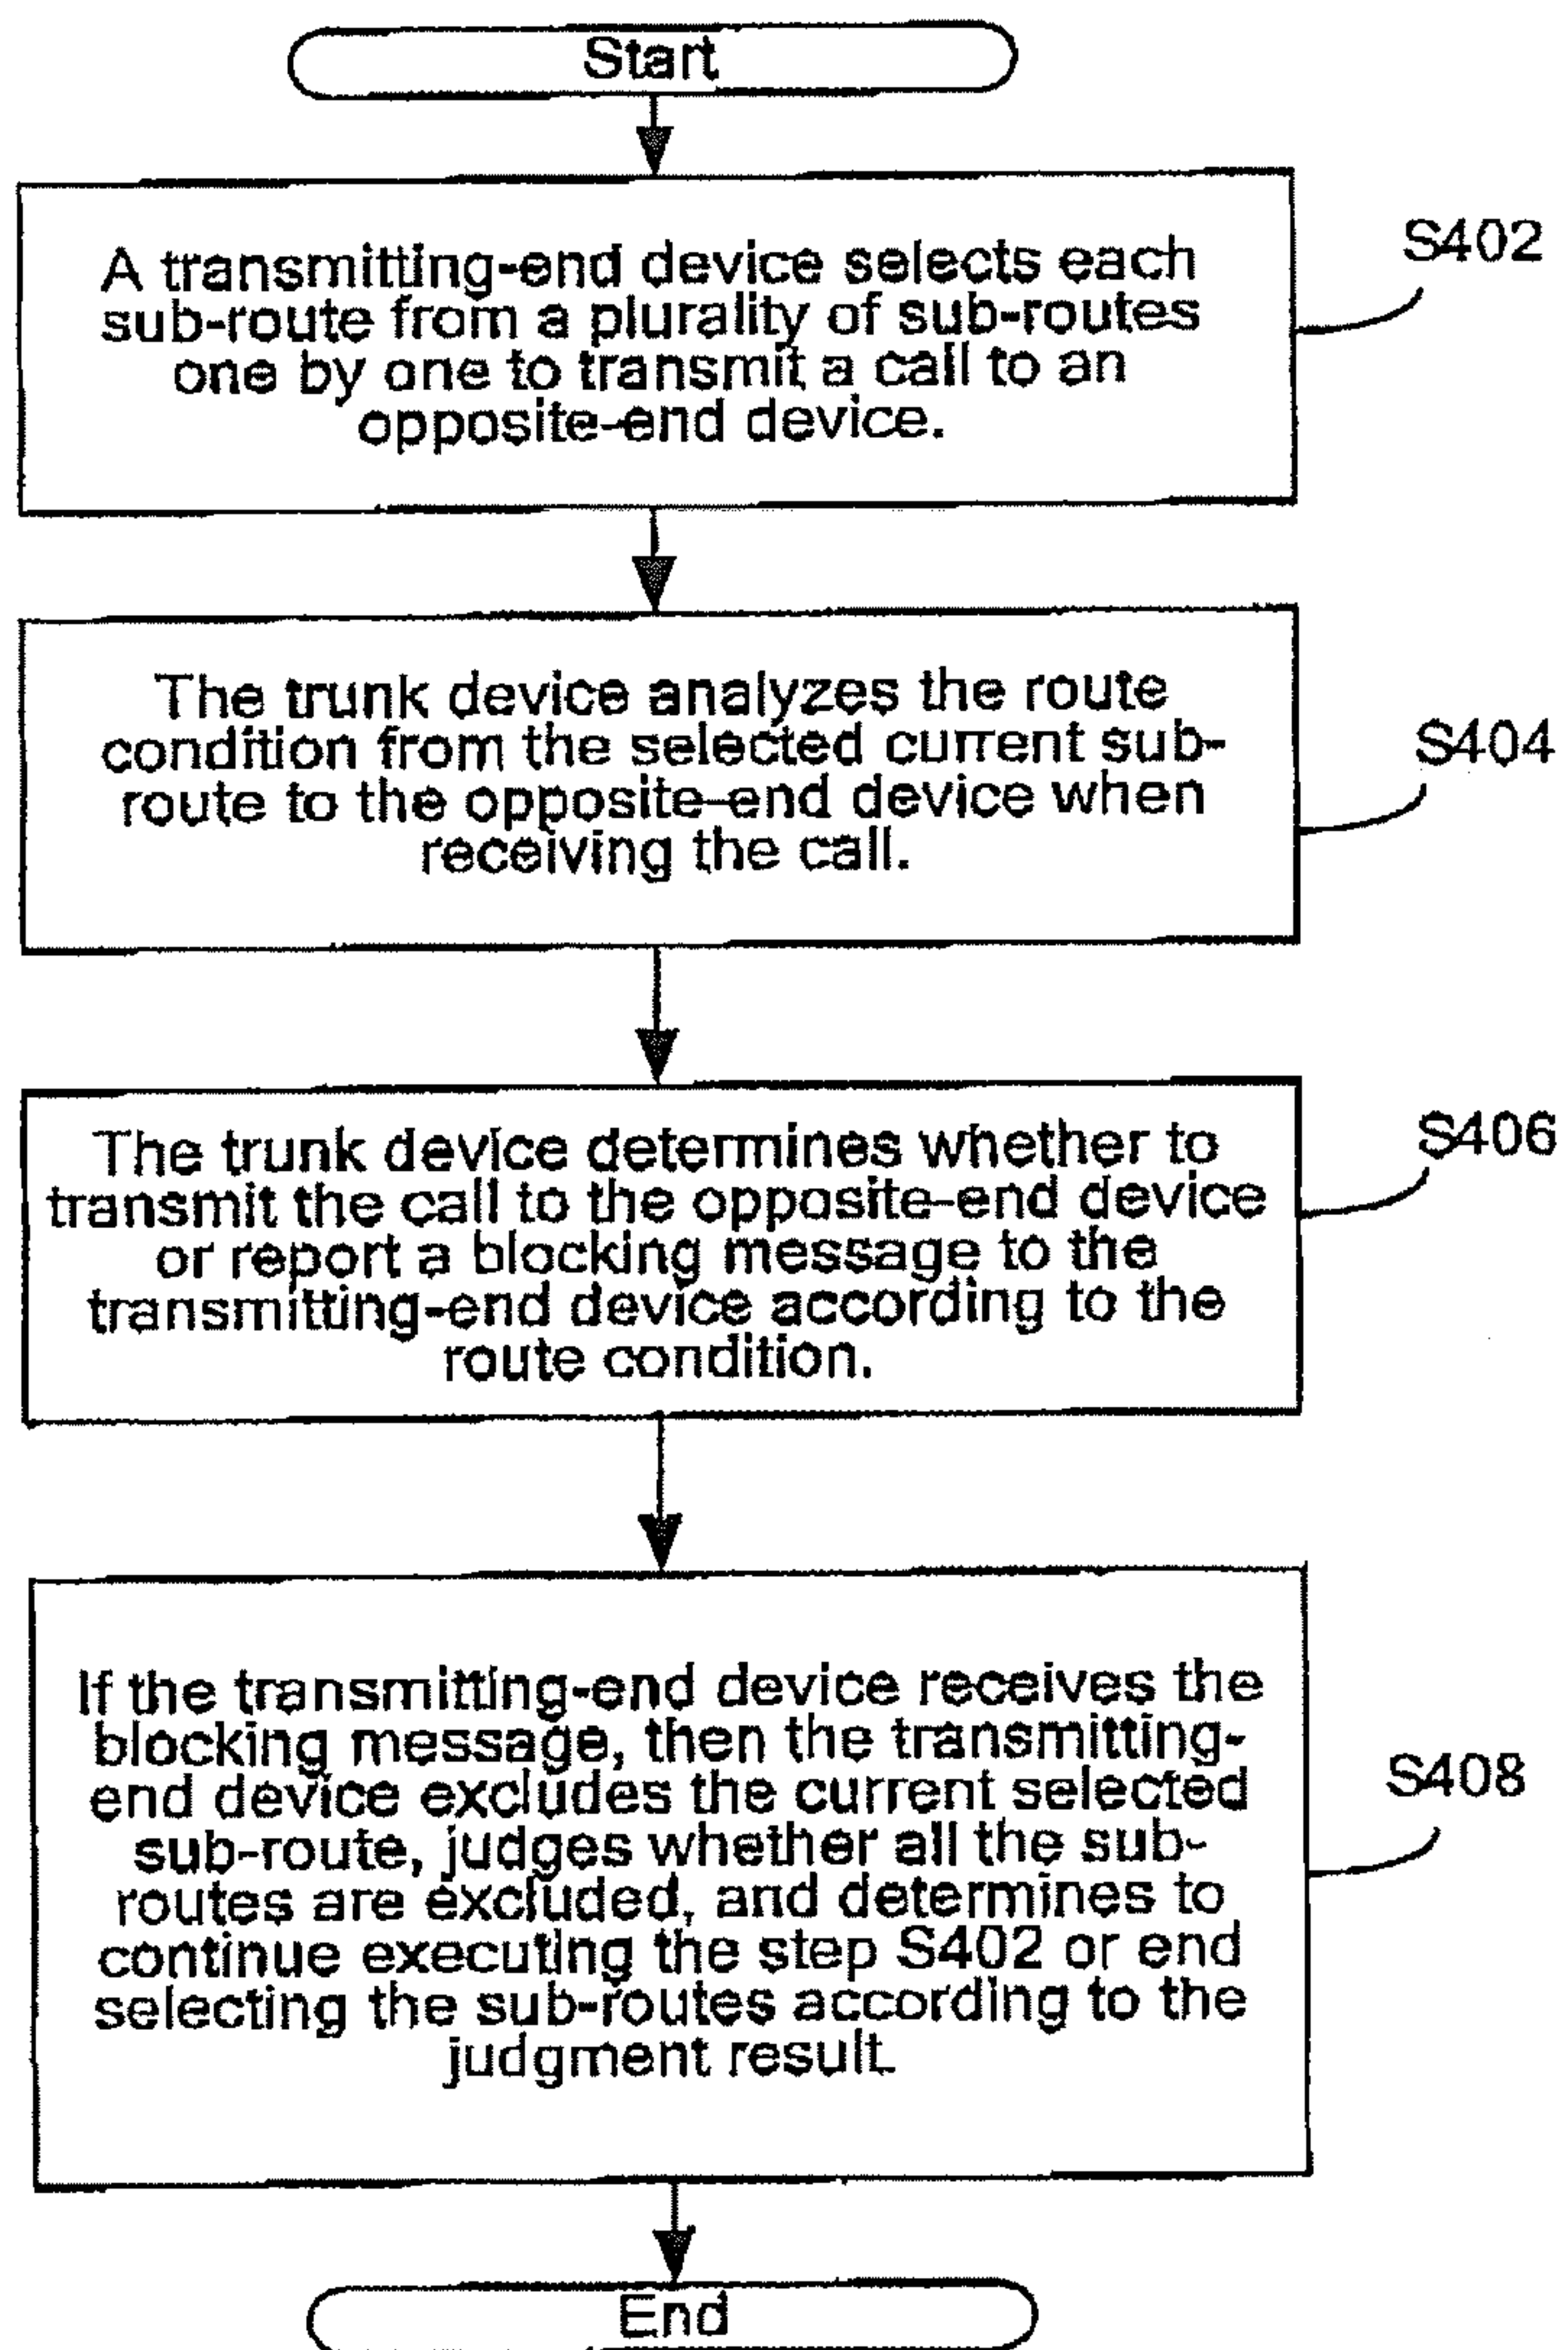 Start
A transmitting-end device selects each
sub-route from a plurality of sub-routes
one by one to transmit a call to an
opposite-end device.
S402
The trunk device analyzes the route
condition from the selected current sub-
route to the opposite-end device when
receiving the call.
S404
The trunk device determines whether to
transmit the call to the opposite-end device
or report a blocking message to the
transmitting-end device according to the
route condition.
S406
If the transmitting-end device receives the
blocking message, then the transmitting-
end device excludes the current selected
sub-route, judges whether all the sub-
routes are excluded, and determines to
continue executing the step S402 or end
selecting the sub-routes according to the
judgment result.
S408
End